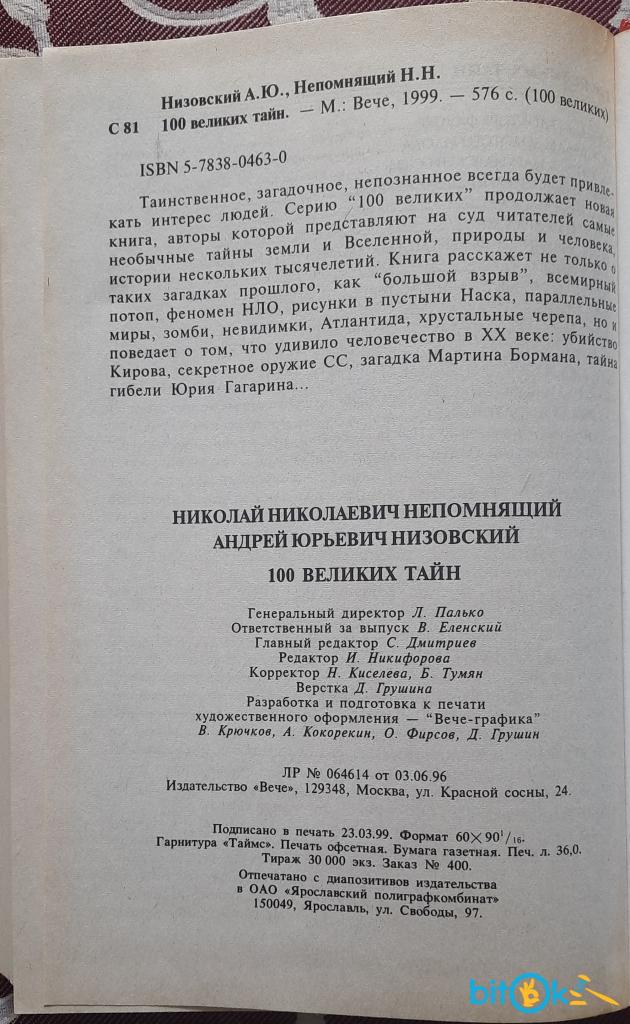 Низовский А.Ю., Непомнящий Н.Н.
С 81 100 великих тайн. — М.: Вече, 1999. — 576 с. (100 великих)
ISBN 5-7838-0463-0
Таинственное, загадочное, непознанное всегда будет привле-
кать интерес людей. Серию "100 великих" продолжает новая
книга, авторы которой представляют на суд читателей самые
необычные тайны земли и Вселенной, природы и человека,
истории нескольких тысячелетий. Книга расскажет не только о
таких загадках прошлого, как "большой взрыв", всемирный
потоп, феномен НЛО, рисунки в пустыни Наска, параллельные
миры, зомби, невидимки, Атлантида, хрустальные черепа, но и
поведает о том, что удивило человечество в XX веке: убийство
Кирова, секретное оружие СС, загадка Мартина Бормана, тайна
гибели Юрия Гагарина...
НИКОЛАЙ НИКОЛАЕВИЧ НЕПОМНЯЩИЙ
АНДРЕЙ ЮРЬЕВИЧ НИЗОВСКИЙ
100 ВЕЛИКИХ ТАЙН
Генеральный директор Л. Палько
Ответственный за выпуск В. Еленский
Главный редактор С. Дмитриев
Редактор И. Никифорова
Корректор Н. Киселева, Б. Тумян
Верстка Д. Грушина
Разработка и подготовка к печати
художественного оформления — "Вече-графика"
В. Крючков, А. Кокорекин, О. Фирсов, Д. Грушин
ЛР № 064614 от 03.06.96
Издательство «Вече», 129348, Москва, ул. Красной сосны, 24.
Подписано в печать 23.03.99. Формат 60×90¹/₁₆.
Гарнитура «Таймс». Печать офсетная. Бумага газетная. Печ. л. 36,0.
Тираж 30 000 экз. Заказ № 400.
Отпечатано с диапозитивов издательства
в ОАО «Ярославский полиграфкомбинат»
150049, Ярославль, ул. Свободы, 97.
bitOk